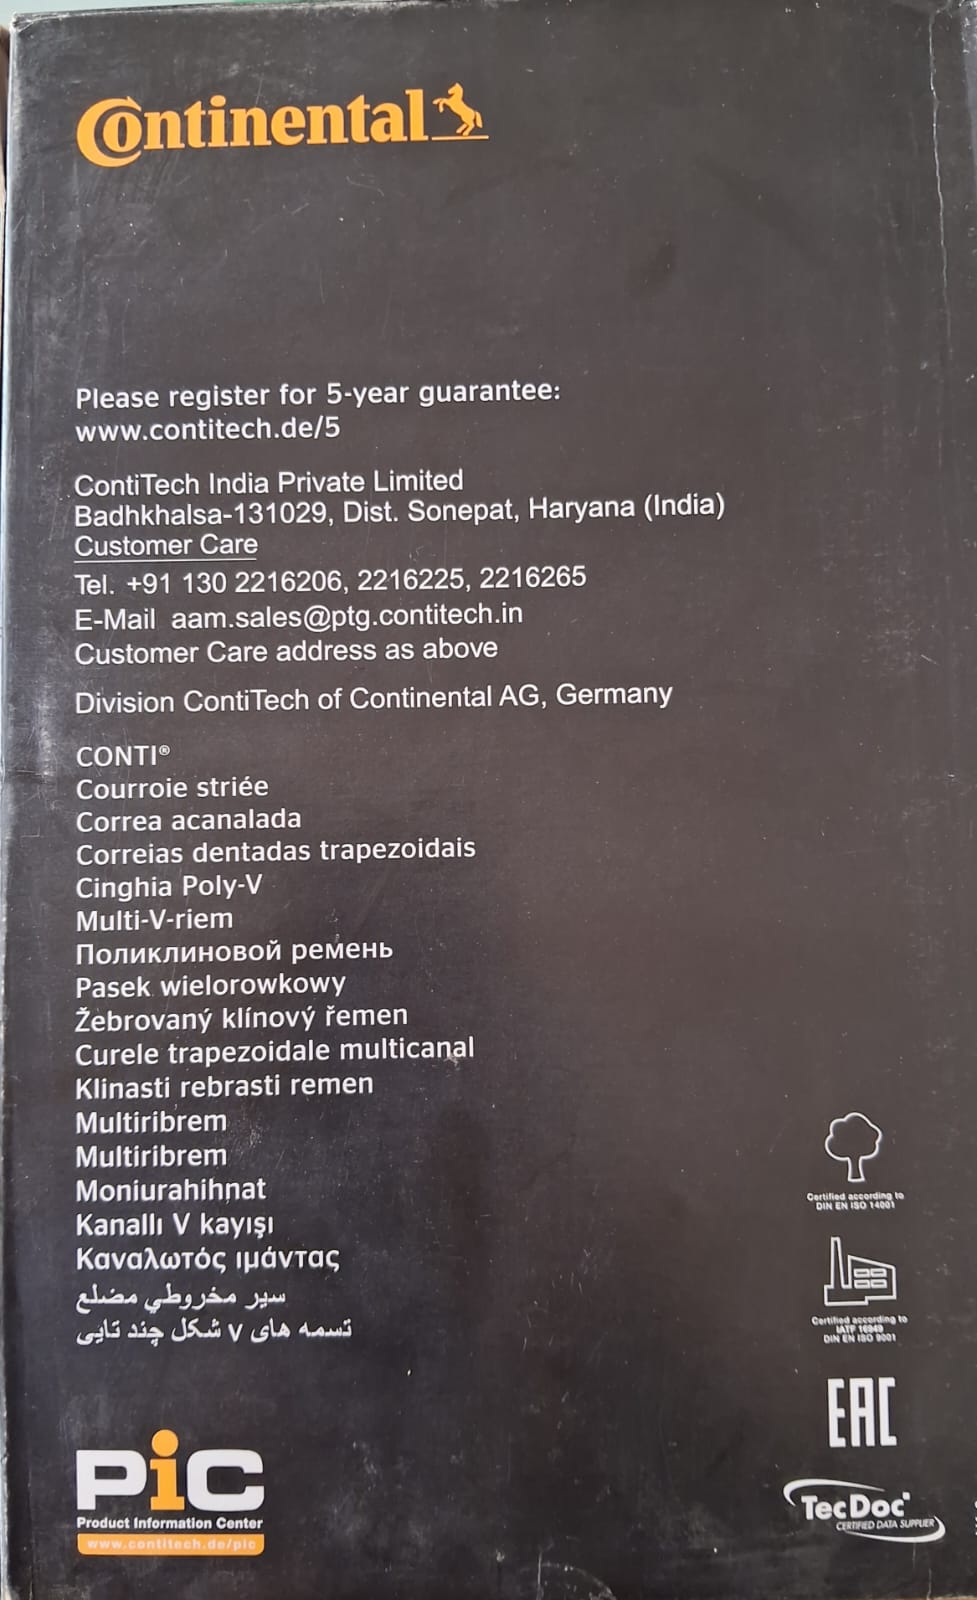 Continental
Please register for 5-year guarantee:
www.contitech.de/5
ContiTech India Private Limited
Badhkhalsa-131029, Dist. Sonepat, Haryana (India)
Customer Care
Tel. +91 130 2216206, 2216225, 2216265
E-Mail aam.sales@ptg.contitech.in
Customer Care address as above
Division ContiTech of Continental AG, Germany
CONTI®
Courroie striée
Correa acanalada
Correias dentadas trapezoidais
Cinghia Poly-V
Multi-V-riem
Поликлиновой ремень
Pasek wielorowkowy
Žebrovaný klínový řemen
Curele trapezoidale multicanal
Klinasti rebrasti remen
Multiribrem
Multiribrem
Moniurahihnat
Kanallı V kayışı
Καναλωτός ιμάντας
سير مخروطي مضلع
تسمه های V شکل چند تایی
Certified according to
DIN EN ISO 14001
Certified according to
IATF 16949
DIN EN ISO 9001
EAC
PiC
Product Information Center
www.contitech.de/pic
TecDoc
CERTIFIED DATA SUPPLIER